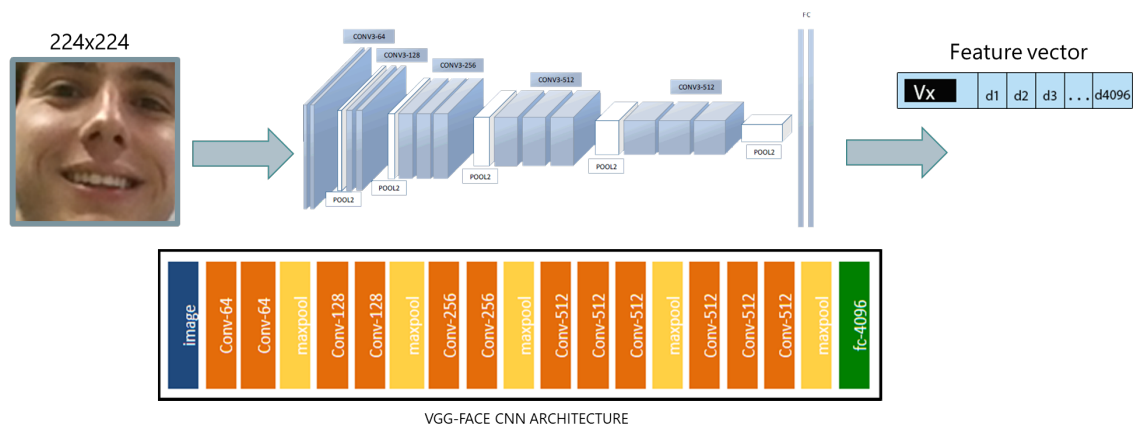 224x224
CONV3-64
CONV3-128
CONV3-256
CONV3-512
CONV3-512
FC
POOL2
POOL2
POOL2
POOL2
POOL2
Feature vector
Vx d1 d2 d3 ... d4096
image
Conv-64
Conv-64
maxpool
Conv-128
Conv-128
maxpool
Conv-256
Conv-256
maxpool
Conv-512
Conv-512
Conv-512
maxpool
Conv-512
Conv-512
Conv-512
maxpool
fc-4096
VGG-FACE CNN ARCHITECTURE